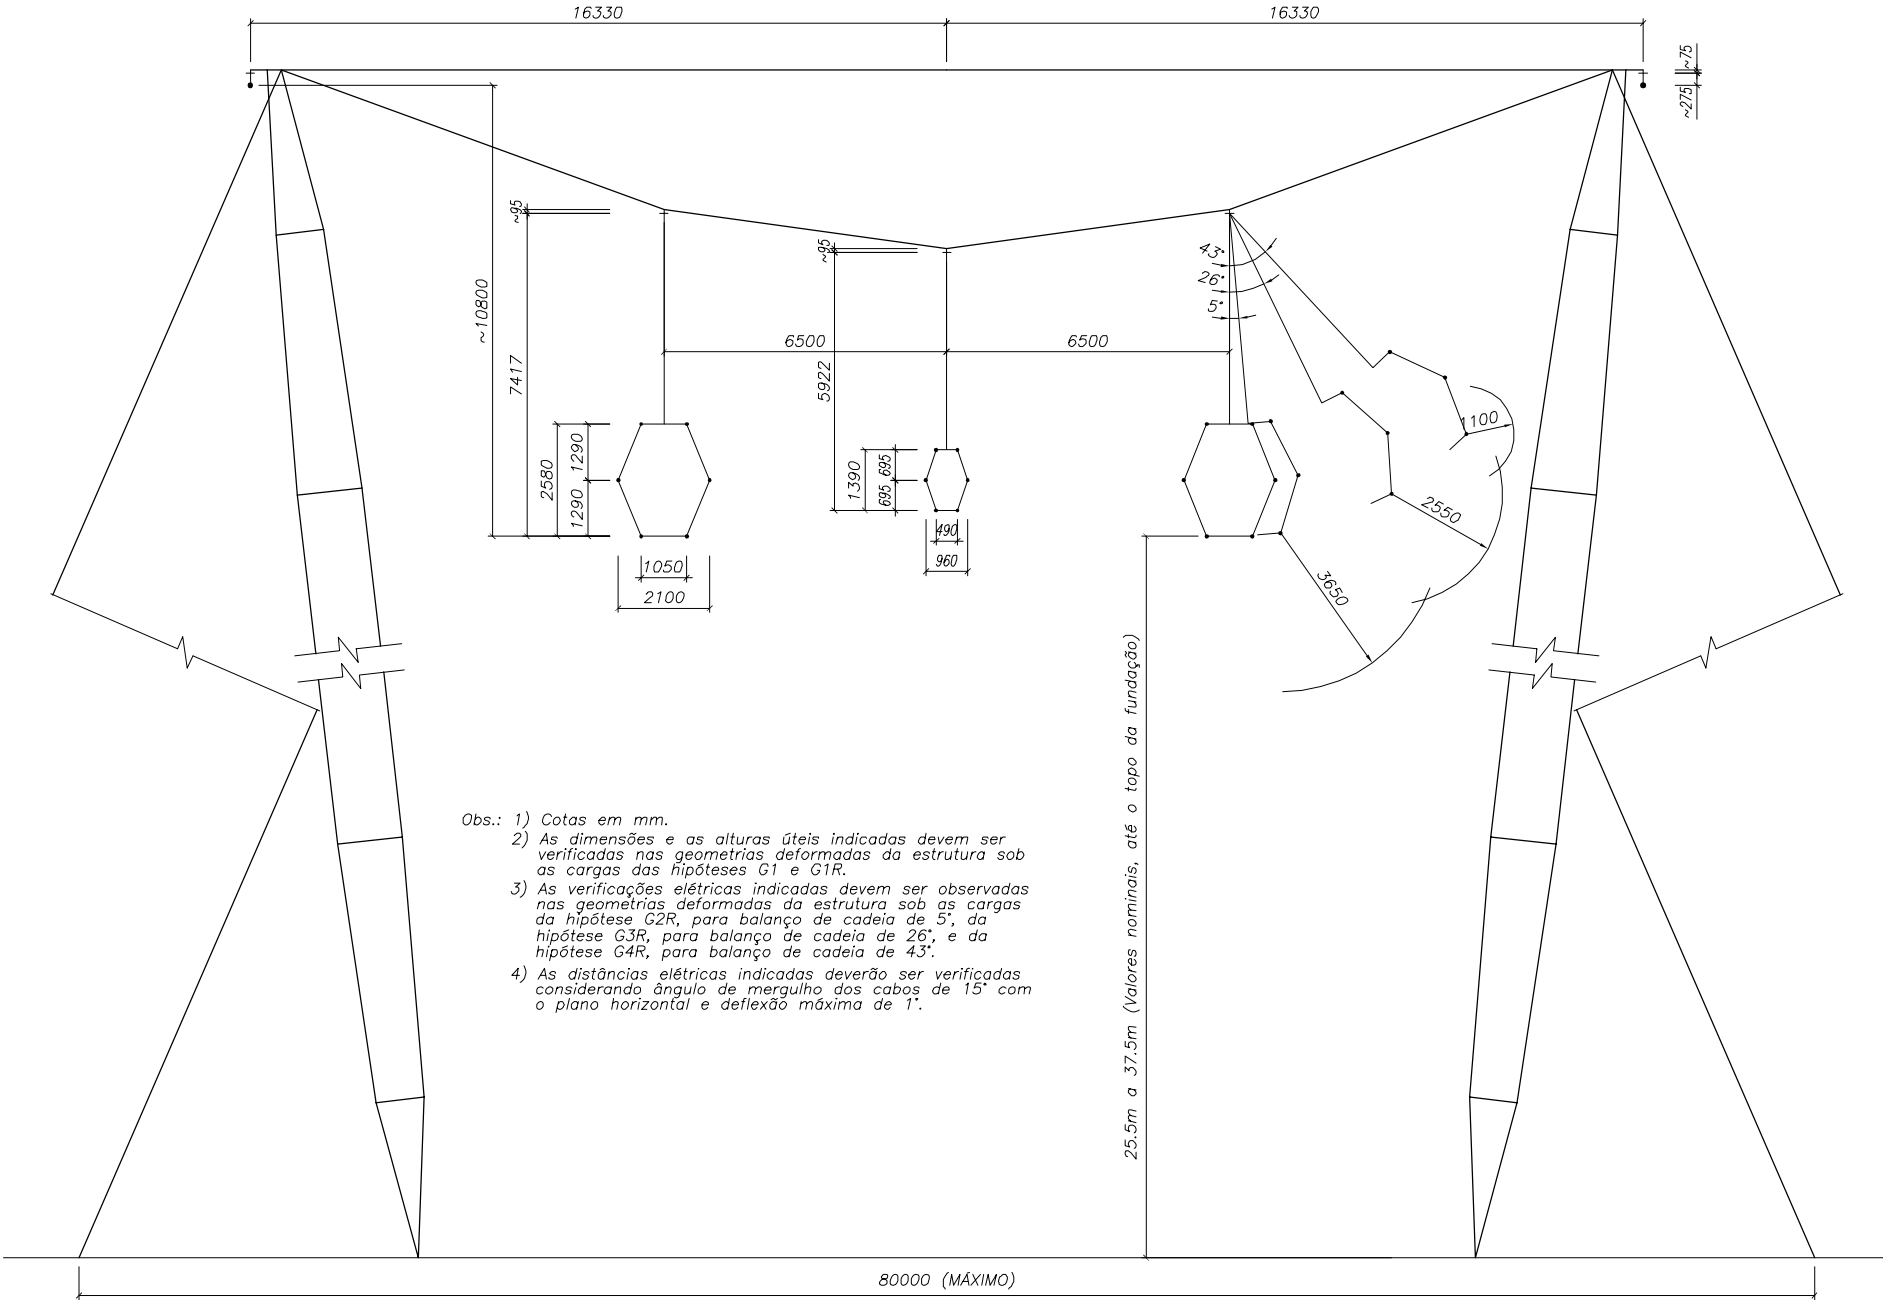 16330
16330
~75
~275
~95
~95
43°
26°
5°
~10800
7417
6500
6500
5922
1100
2580
1290
1290
1390
695
695
2550
490
960
1050
2100
3650
25.5m a 37.5m (Valores nominais, até o topo da fundação)
Obs.: 1) Cotas em mm.
2) As dimensões e as alturas úteis indicadas devem ser
verificadas nas geometrias deformadas da estrutura sob
as cargas das hipóteses G1 e G1R.
3) As verificações elétricas indicadas devem ser observadas
nas geometrias deformadas da estrutura sob as cargas
da hipótese G2R, para balanço de cadeia de 5°, da
hipótese G3R, para balanço de cadeia de 26°, e da
hipótese G4R, para balanço de cadeia de 43°.
4) As distâncias elétricas indicadas deverão ser verificadas
considerando ângulo de mergulho dos cabos de 15° com
o plano horizontal e deflexão máxima de 1°.
80000 (MÁXIMO)